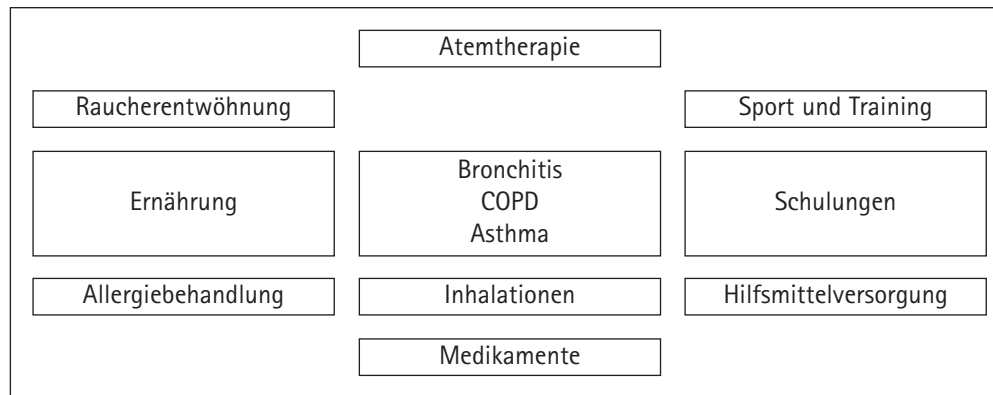 Atemtherapie
Raucherentwöhnung
Sport und Training
Ernährung
Bronchitis
COPD
Asthma
Schulungen
Allergiebehandlung
Inhalationen
Hilfsmittelversorgung
Medikamente